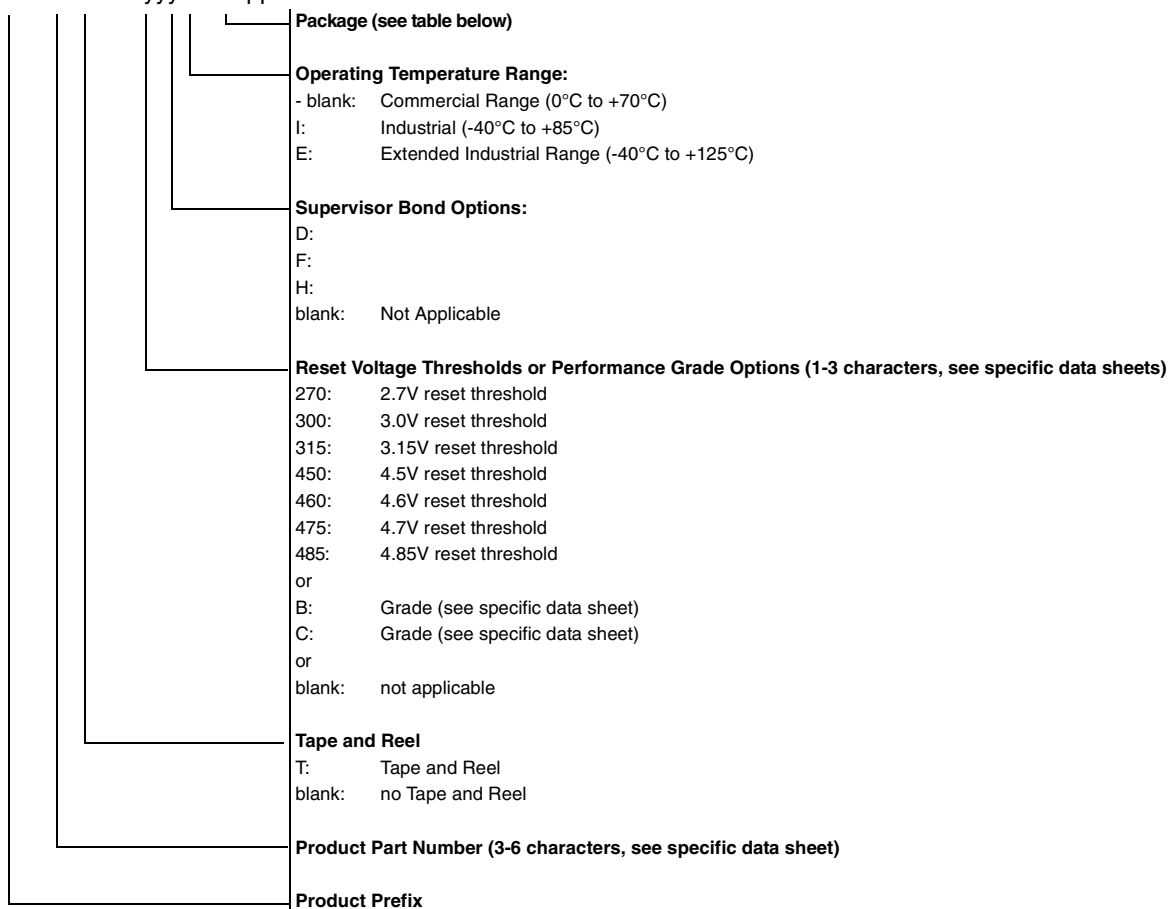 Package (see table below)
Operating Temperature Range:
- blank: Commercial Range (0°C to +70°C)
I: Industrial (-40°C to +85°C)
E: Extended Industrial Range (-40°C to +125°C)
Supervisor Bond Options:
D:
F:
H:
blank: Not Applicable
Reset Voltage Thresholds or Performance Grade Options (1-3 characters, see specific data sheets)
270: 2.7V reset threshold
300: 3.0V reset threshold
315: 3.15V reset threshold
450: 4.5V reset threshold
460: 4.6V reset threshold
475: 4.7V reset threshold
485: 4.85V reset threshold
or
B: Grade (see specific data sheet)
C: Grade (see specific data sheet)
or
blank: not applicable
Tape and Reel
T: Tape and Reel
blank: no Tape and Reel
Product Part Number (3-6 characters, see specific data sheet)
Product Prefix